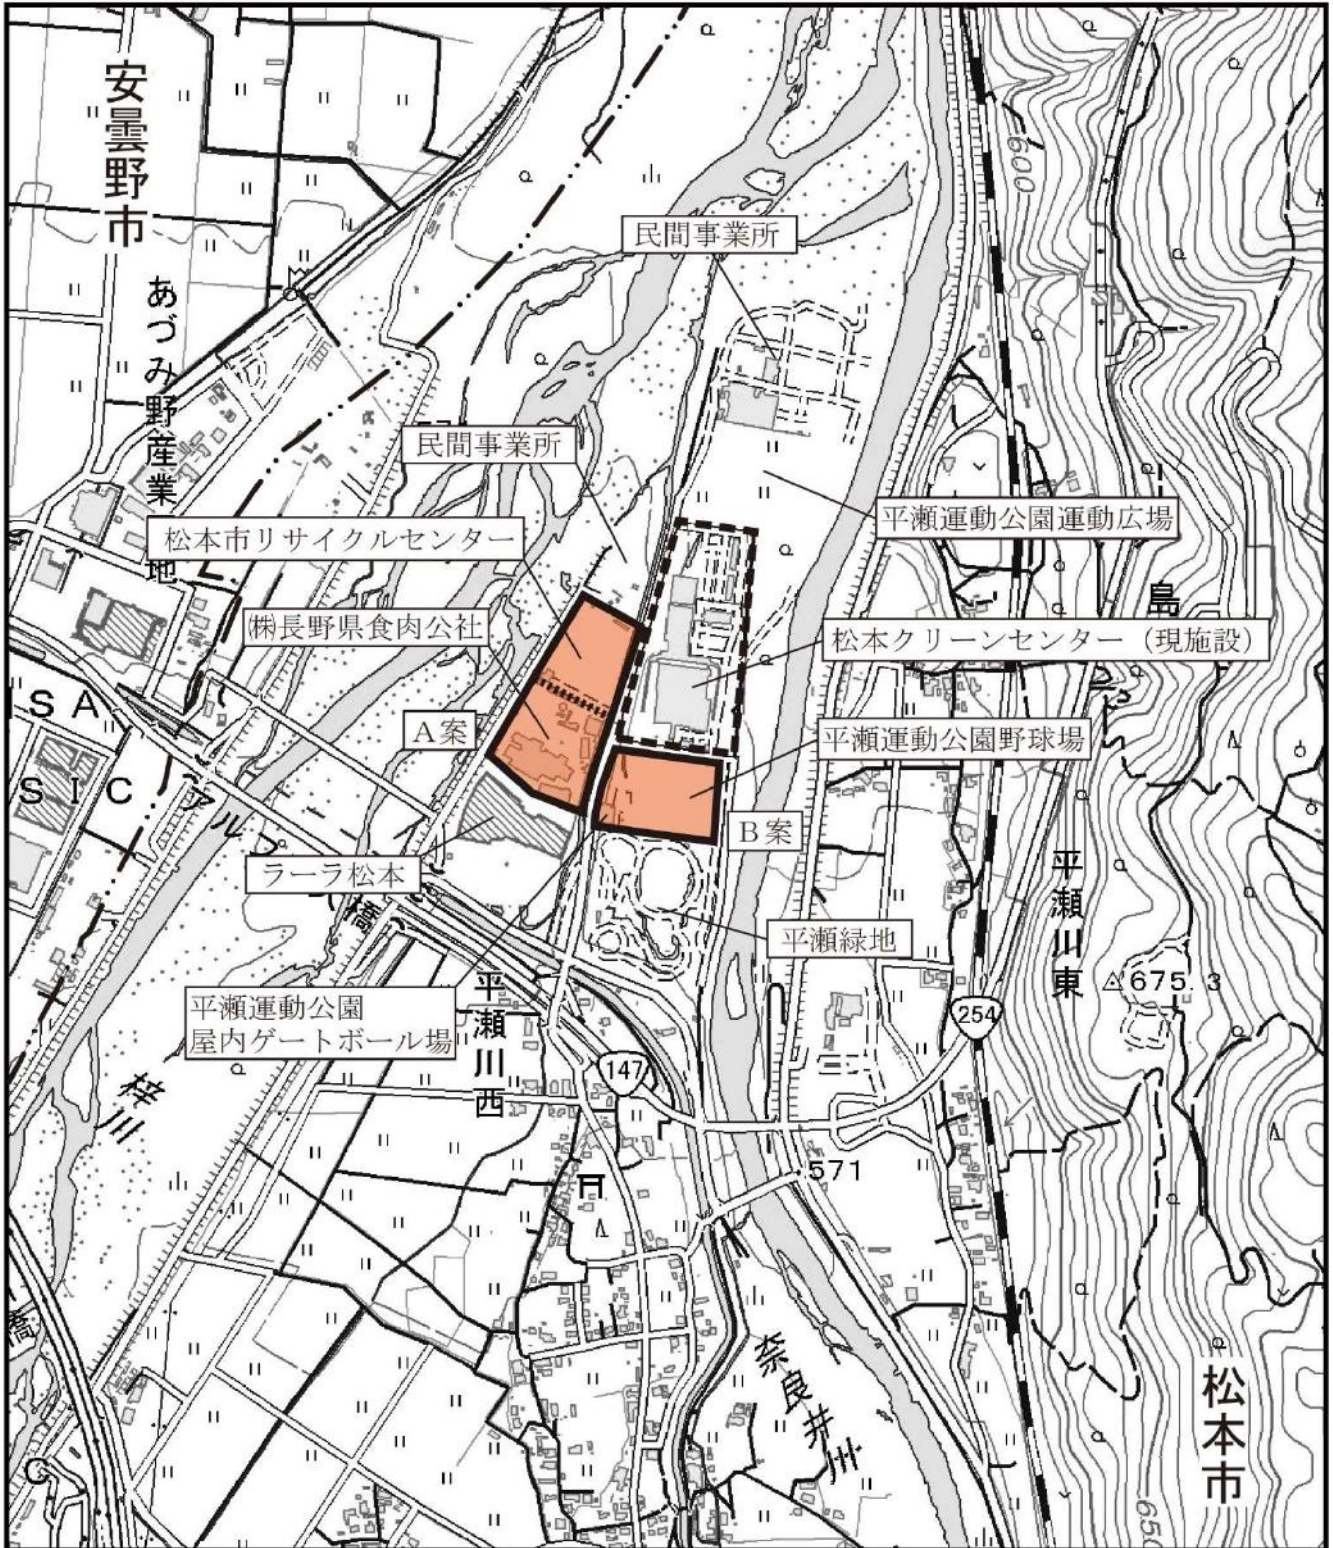 安曇野市
民間事業所
あづみ野産業
地
民間事業所
平瀬運動公園運動広場
松本市リサイクルセンター
㈱長野県食肉公社
松本クリーンセンター（現施設）
島
A案
平瀬運動公園野球場
SA
SIC
B案
ラーラ松本
橋
平瀬川東
平瀬緑地
平瀬運動公園
屋内ゲートボール場
平瀬川西
675.3
254
147
梓川
571
奈良井川
松本市
橋
600
650